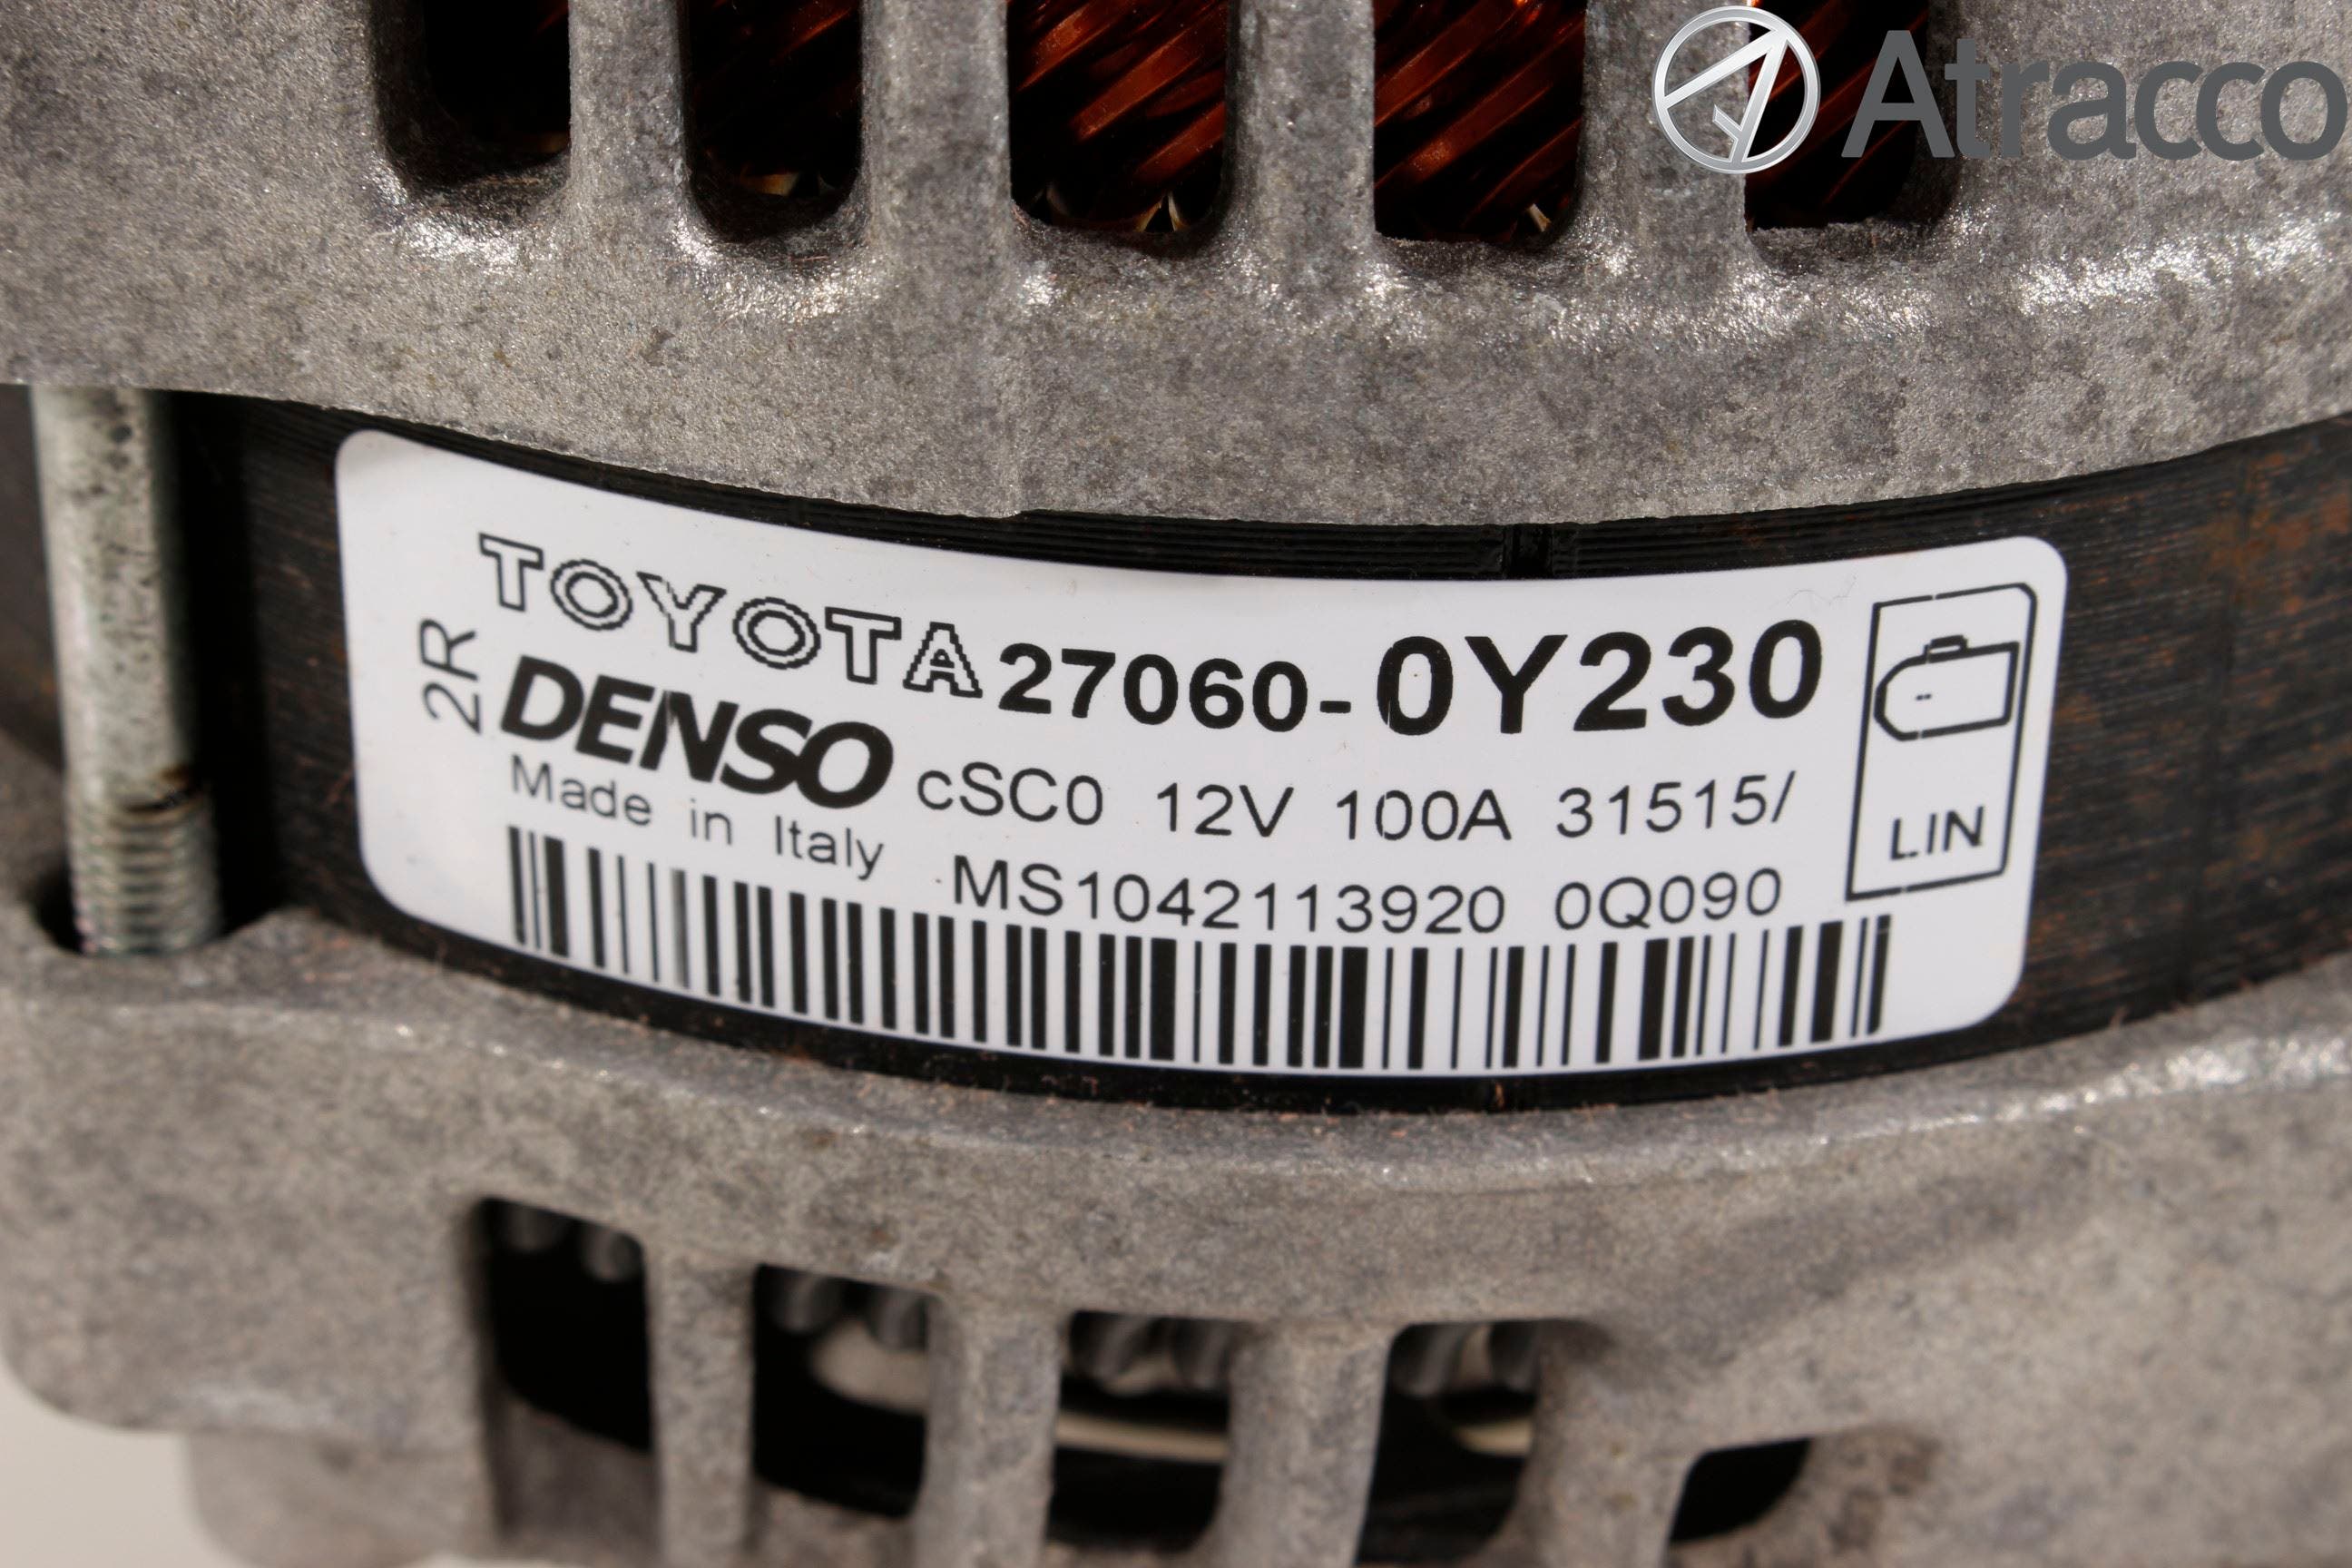 Atracco
TOYOTA 27060-0Y230
2R
DENSO cSC0 12V 100A 31515/
Made in Italy MS1042113920 0Q090
LIN